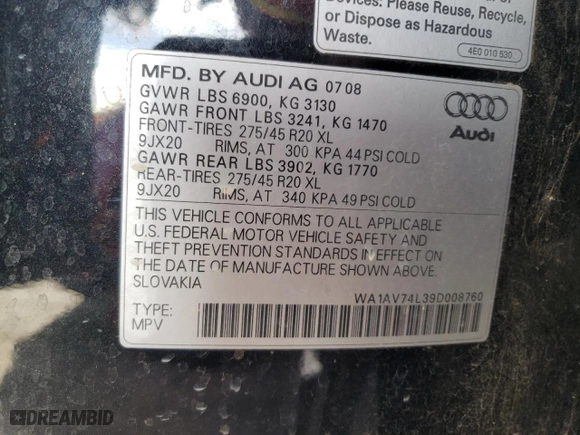 Devices: Please Reuse, Recycle,
or Dispose as Hazardous
Waste.
4E0 010 530
MFD. BY AUDI AG 07 08
GVWR LBS 6900, KG 3130
GAWR FRONT LBS 3241, KG 1470
FRONT-TIRES 275/45 R20 XL
9JX20 RIMS, AT 300 KPA 44 PSI COLD
GAWR REAR LBS 3902, KG 1770
REAR-TIRES 275/45 R20 XL
9JX20 RIMS, AT 340 KPA 49 PSI COLD
Audi
THIS VEHICLE CONFORMS TO ALL APPLICABLE
U.S. FEDERAL MOTOR VEHICLE SAFETY AND
THEFT PREVENTION STANDARDS IN EFFECT ON
THE DATE OF MANUFACTURE SHOWN ABOVE.
SLOVAKIA
WA1AV74L39D008760
TYPE:
MPV
DREAMBID